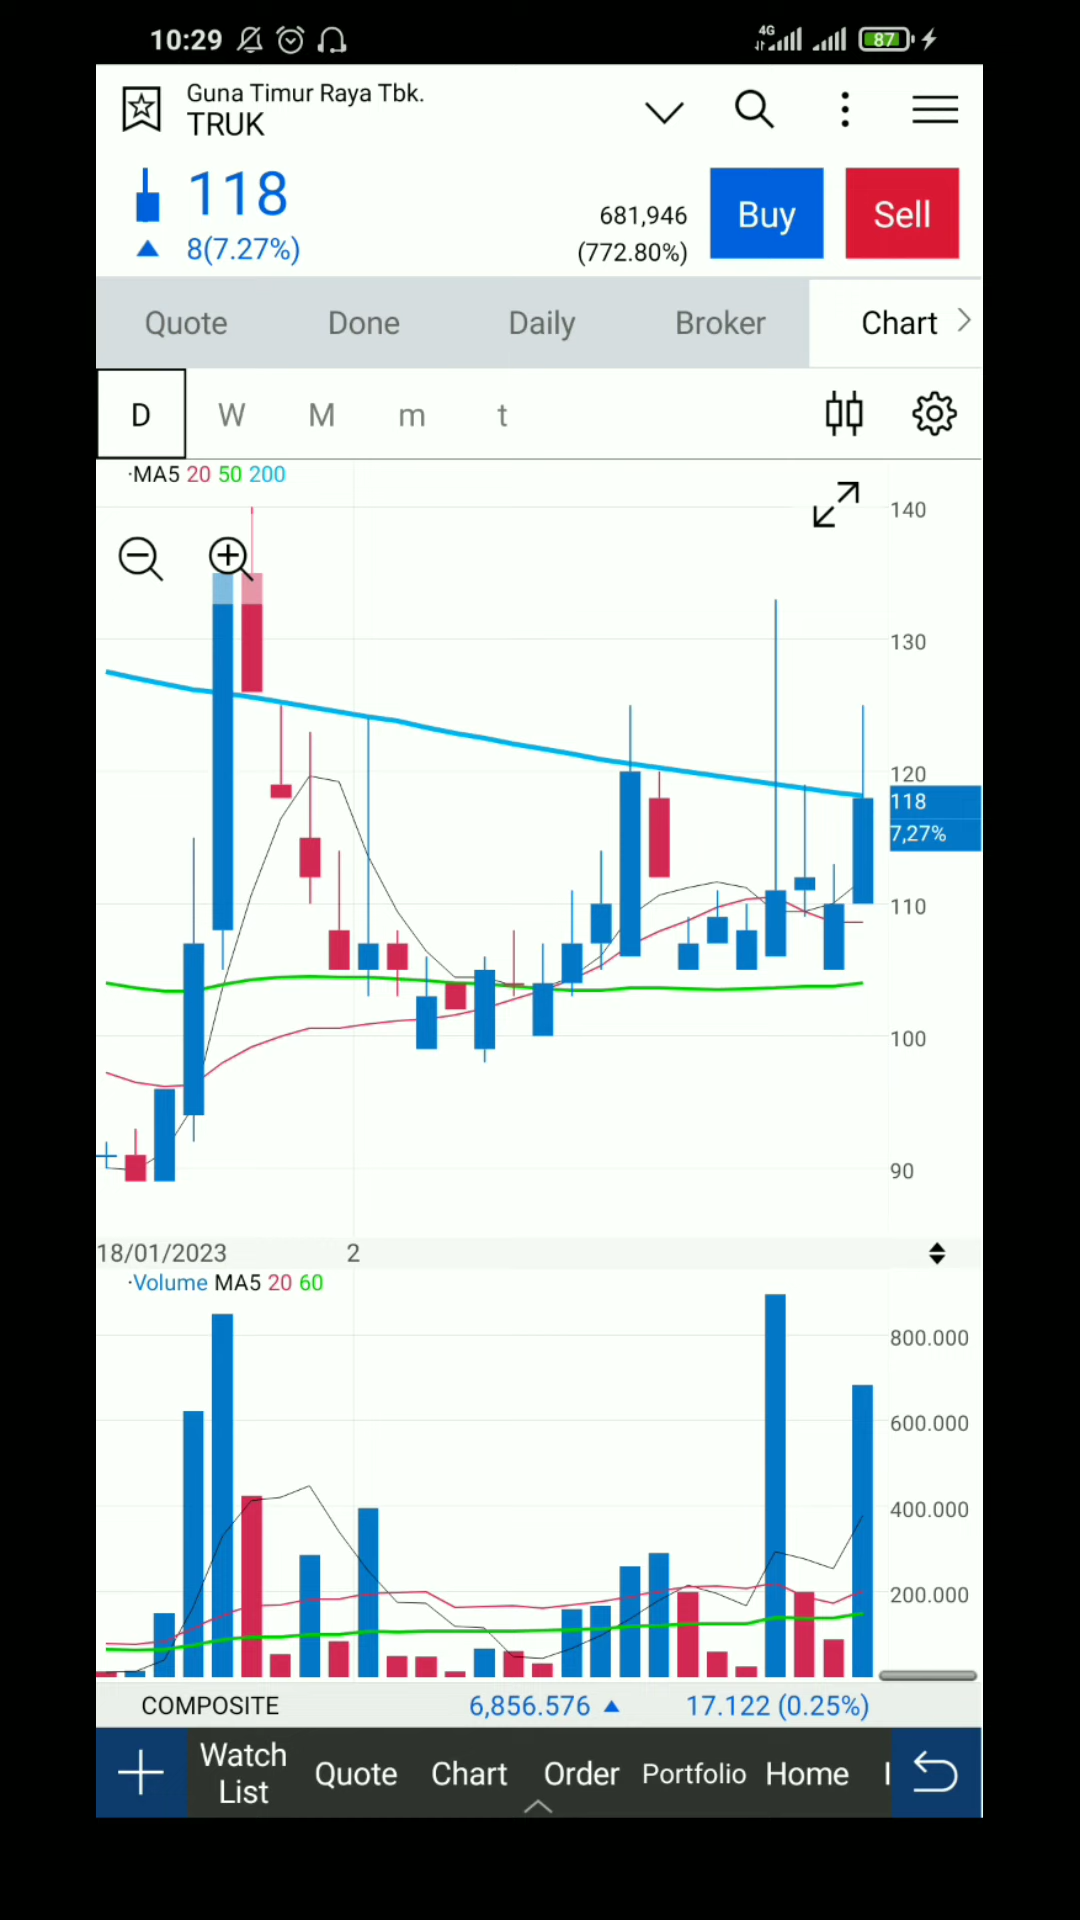 10:29 4G 87
Guna Timur Raya Tbk.
TRUK
118
8(7.27%)
681,946
(772.80%)
Buy Sell
Quote Done Daily Broker Chart
D W M m t
·MA5 20 50 200
140
130
120
118
7,27%
110
100
90
18/01/2023 2
·Volume MA5 20 60
800.000
600.000
400.000
200.000
COMPOSITE 6,856.576 17.122 (0.25%)
Watch List Quote Chart Order Portfolio Home